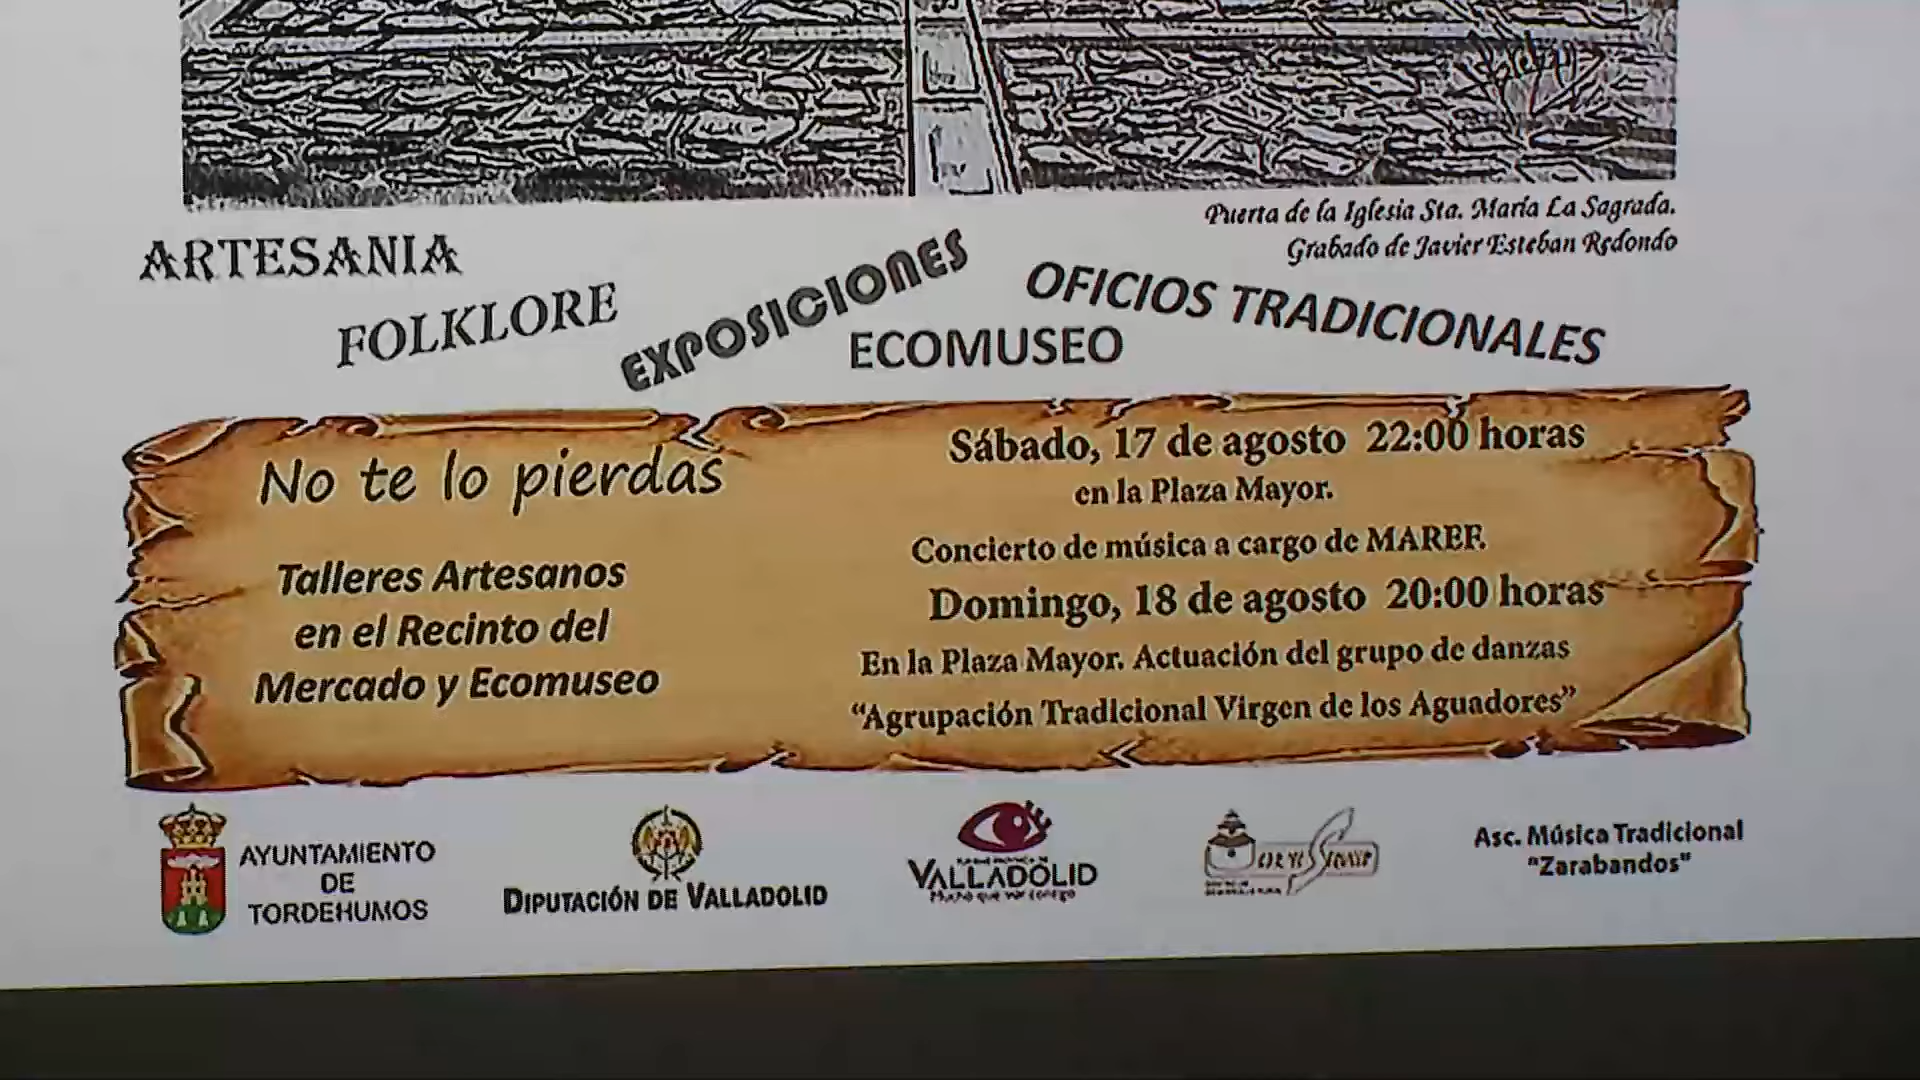 Puerta de la Iglesia Sta. María La Sagrada.
Grabado de Javier Esteban Redondo
ARTESANIA
FOLKLORE
EXPOSICIONES
ECOMUSEO
OFICIOS TRADICIONALES
No te lo pierdas
Talleres Artesanos
en el Recinto del
Mercado y Ecomuseo
Sábado, 17 de agosto 22:00 horas
en la Plaza Mayor.
Concierto de música a cargo de MAREF.
Domingo, 18 de agosto 20:00 horas
En la Plaza Mayor. Actuación del grupo de danzas
“Agrupación Tradicional Virgen de los Aguadores”
AYUNTAMIENTO
DE
TORDEHUMOS
DIPUTACIÓN DE VALLADOLID
VALLADOLID
Mucho que ver contigo
Asc. Música Tradicional
"Zarabandos"